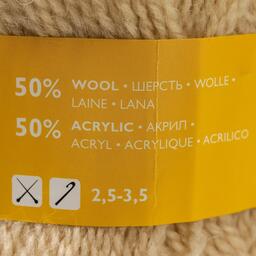 50% WOOL • ШЕРСТЬ • WOLLE •
LAINE • LANA
50% ACRYLIC • АКРИЛ •
ACRYL • ACRYLIQUE • ACRILICO
2,5-3,5